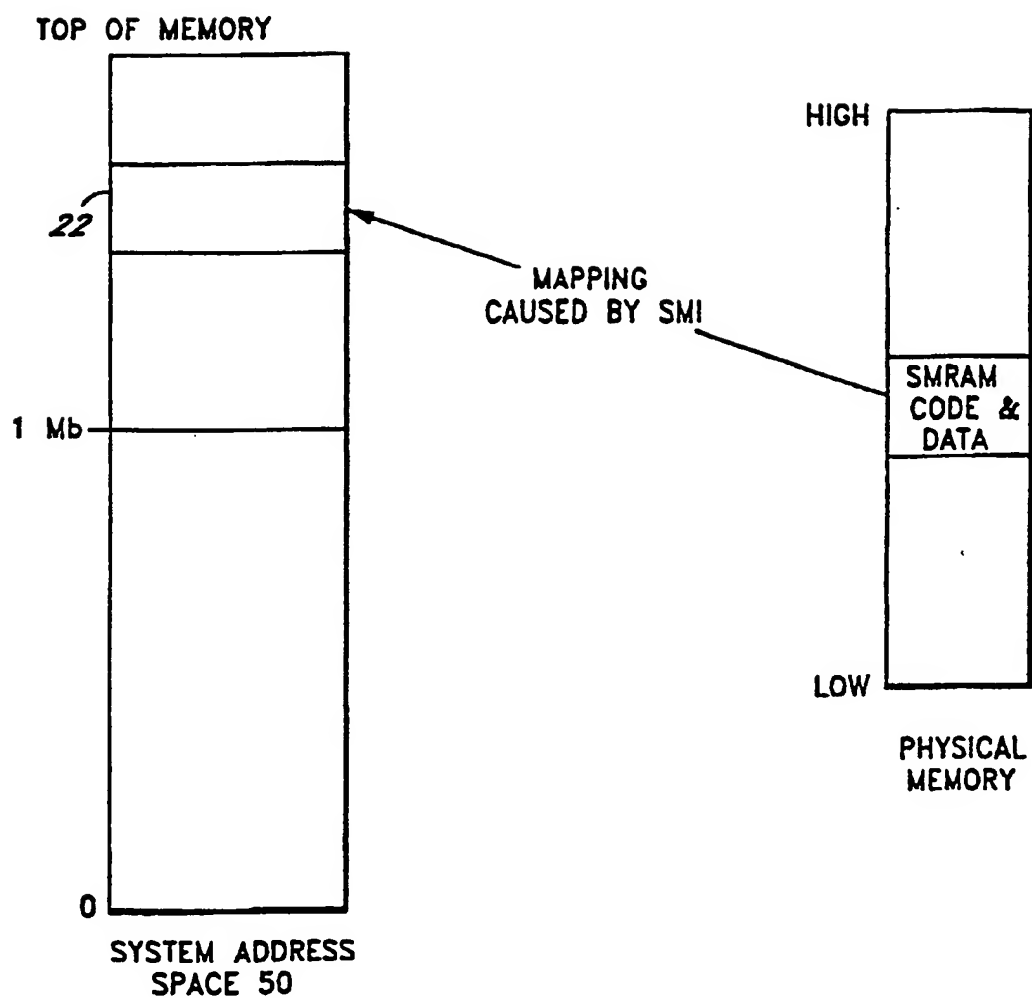 TOP OF MEMORY
22
1 Mb
0
SYSTEM ADDRESS
SPACE 50
MAPPING
CAUSED BY SMI
HIGH
SMRAM
CODE &
DATA
LOW
PHYSICAL
MEMORY